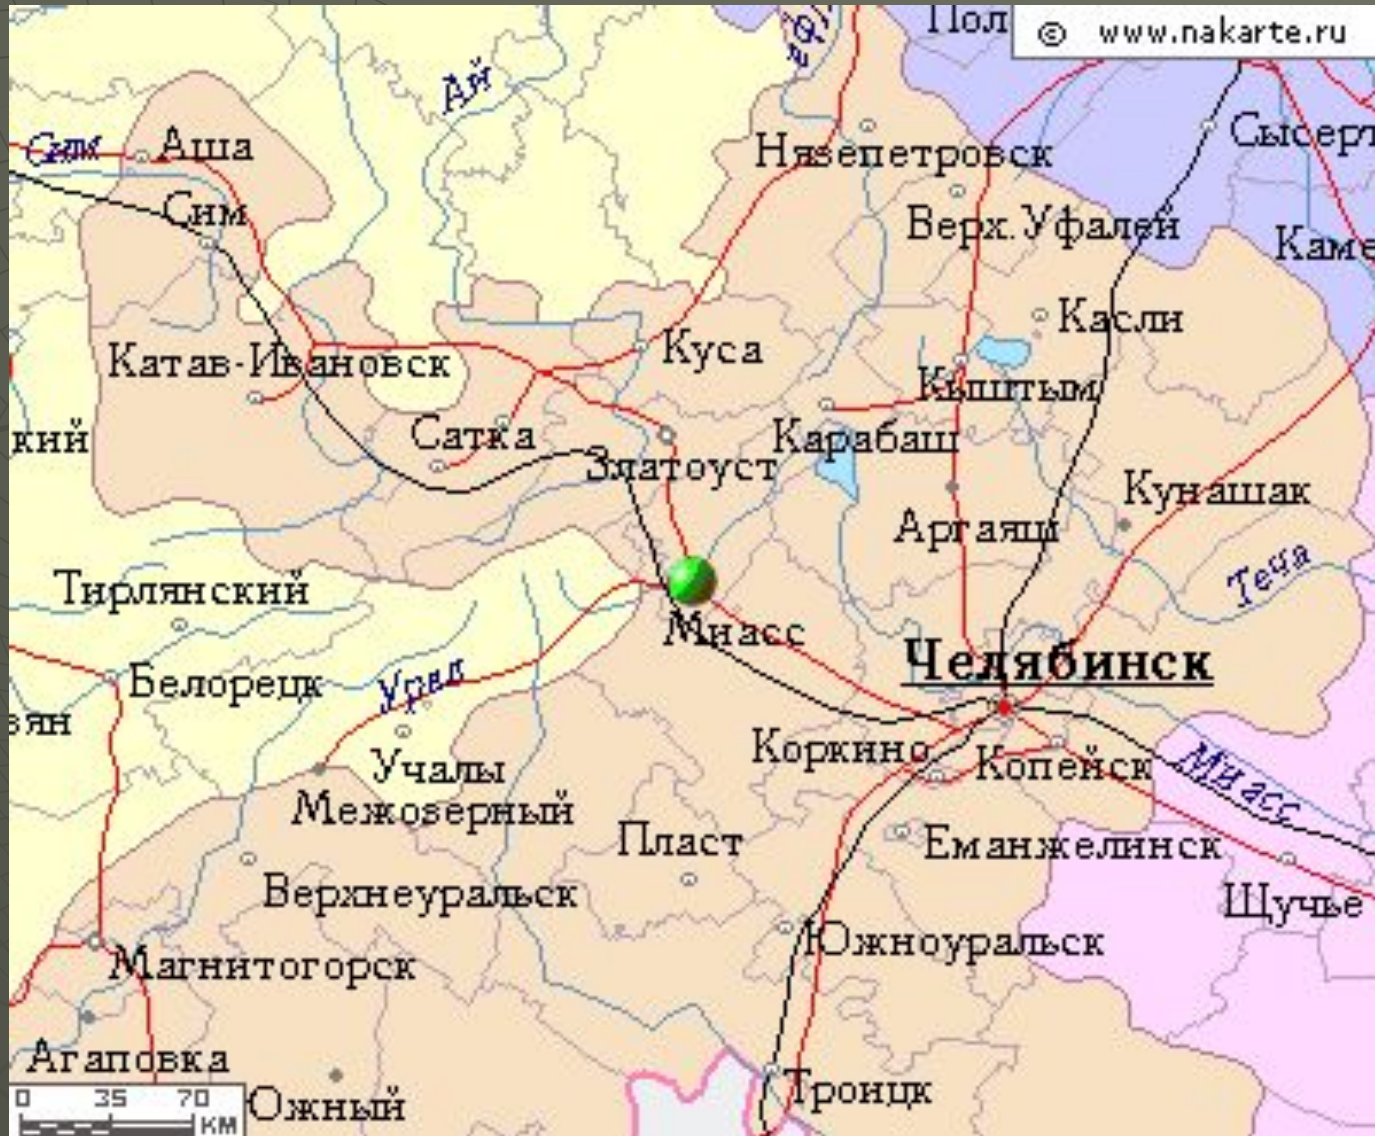 Пол
© www.nakarte.ru
Ай
Сим
Аша
Сысерт
Нязепетровск
Сим
Верх.Уфалей
Каме
Касли
Куса
Катав-Ивановск
Кыштым
кий
Сатка
Карабаш
Златоуст
Кунашак
Аргаяш
Теча
Тирлянский
Миасс
Челябинск
Белорецк
Урал
зян
Коркино
Копейск
Учалы
Миасс
Межозерный
Пласт
Еманжелинск
Верхнеуральск
Щучье
Южноуральск
Магнитогорск
Агаповка
Троицк
0 35 70
КМ
Южный